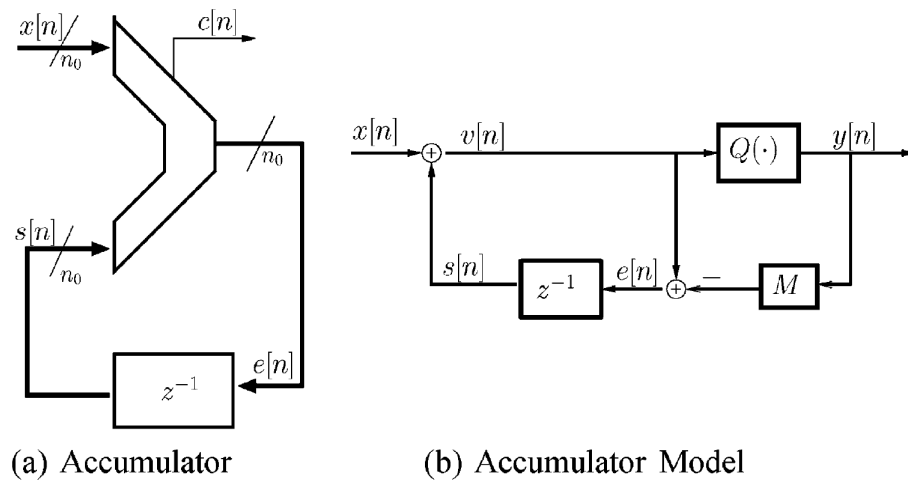 x[n]
n₀
c[n]
n₀
s[n]
n₀
e[n]
z⁻¹
(a) Accumulator
x[n]
v[n]
Q(·)
y[n]
s[n]
z⁻¹
e[n]
−
M
(b) Accumulator Model